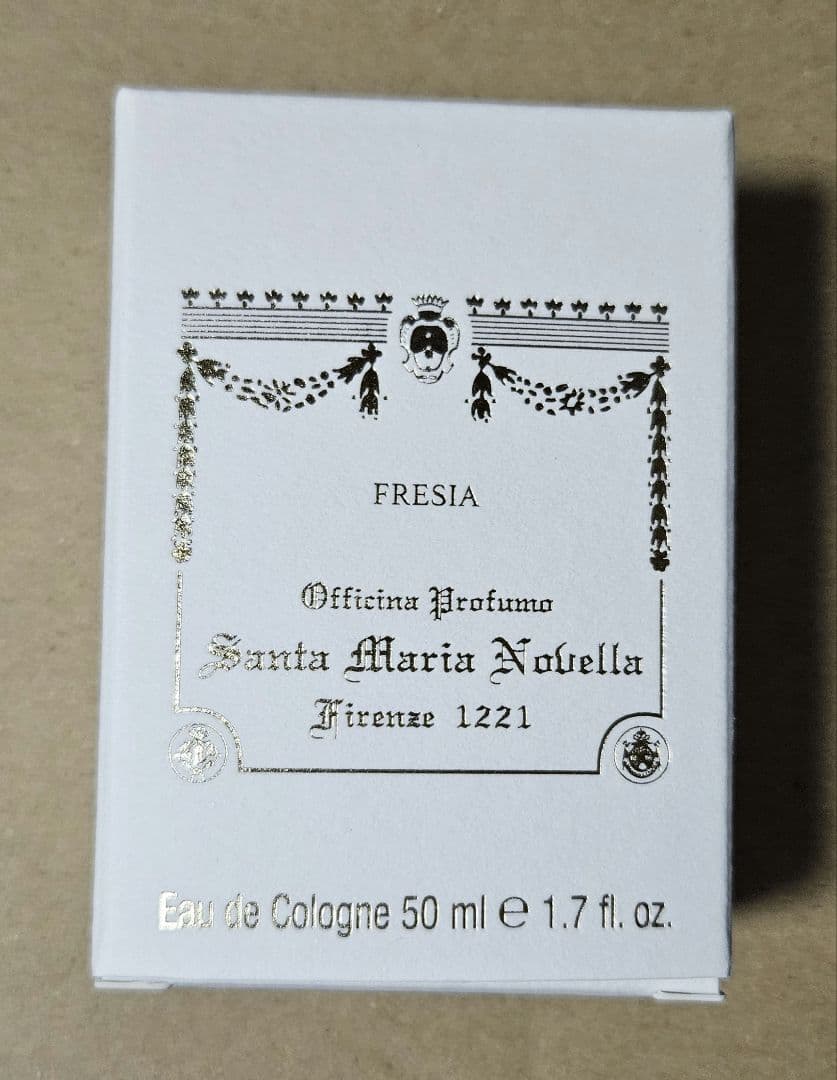 FRESIA
Officina Profumo
Santa Maria Novella
Firenze 1221
Eau de Cologne 50 ml ℮ 1.7 fl. oz.